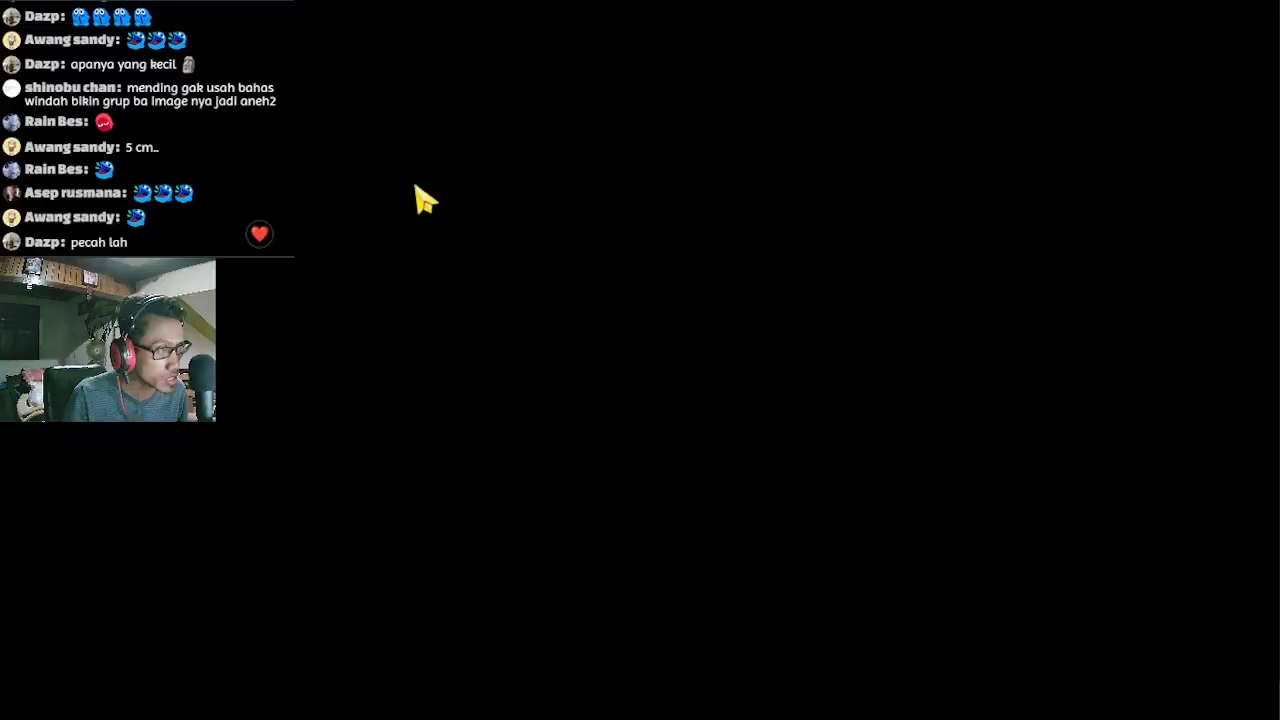 Dazp:
Awang sandy:
Dazp: apanya yang kecil
shinobu chan: mending gak usah bahas
windah bikin grup ba image nya jadi aneh2
Rain Bes:
Awang sandy: 5 cm...
Rain Bes:
Asep rusmana:
Awang sandy:
Dazp: pecah lah